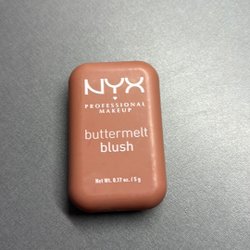 NYX
PROFESSIONAL
MAKEUP
buttermelt
blush
Net Wt. 0.17 oz. / 5 g